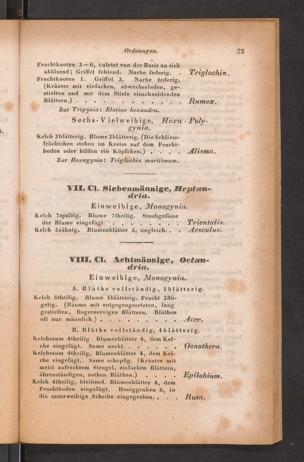 Ordnungen. 75
Fruchtknoten 3–6, zuletzt von der Basis an sich
ablösend; Griffel fehlend. Narbe federig. . Triglochin.
Fruchtknoten 1. Griffel 3. Narbe federig.
(Kräuter mit einfachen, abwechselnden, ge-
stielten und mit dem Stiele einscheidenden
Blättern.) . . . . . . . . . . Rumex.
Zur Trigynia: Elatine hexandra.
Sechs-Vielweibige, Hexa-Poly-
gynia.
Kelch 3blätterig. Blume 3blätterig. (Die Schliess-
früchtchen stehen im Kreise auf dem Frucht-
boden oder bilden ein Köpfchen.) . . . . Alisma.
Zur Hexagynia: Triglochin maritimum.
VII. Cl. Siebenmännige, Heptan-
dria.
Einweibige, Monogynia.
Kelch 7spaltig. Blume 7theilig. Staubgefässe
der Blume eingefügt. . . . . . . . Trientalis.
Kelch 5zähnig. Blumenblätter 5, ungleich. . . Aesculus.
VIII. Cl. Achtmännige, Octan-
dria.
Einweibige, Monogynia.
A. Blüthe vollständig, 5blätterig.
Kelch 5theilig. Blume 5blätterig. Frucht 2flü-
gelig. (Bäume mit entgegengesetzten, lang
gestielten, fingernervigen Blättern. Blüthen
oft nur männlich.) . . . . . . . . Acer.
B. Blüthe vollständig, 4blätterig.
Kelchsaum 4theilig. Blumenblätter 4, dem Kel-
che eingefügt. Same nackt. . . . . . Oenothera.
Kelchsaum 4theilig, Blumenblätter 4, dem Kel-
che eingefügt. Same schopfig. (Kräuter mit
meist aufrechtem Stengel, einfachen Blättern,
ährenständigen, rothen Blüthen.) . . . . Epilobium.
Kelch 4theilig, bleibend. Blumenblätter 4, dem
Fruchtboden eingefügt. Honiggruben 8, in
die unterweibige Scheibe eingegraben. . . . Ruta.